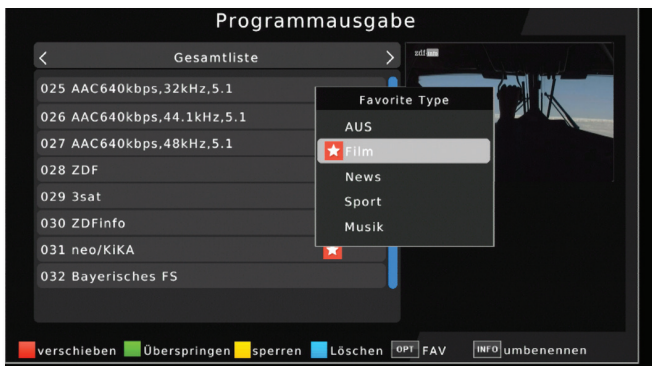 Programmausgabe
Gesamtliste
025 AAC640kbps,32kHz,5.1
026 AAC640kbps,44.1kHz,5.1
027 AAC640kbps,48kHz,5.1
028 ZDF
029 3sat
030 ZDFinfo
031 neo/KiKA
032 Bayerisches FS
Favorite Type
AUS
Film
News
Sport
Musik
zdf neo
verschieben Überspringen sperren Löschen OPT FAV INFO umbenennen